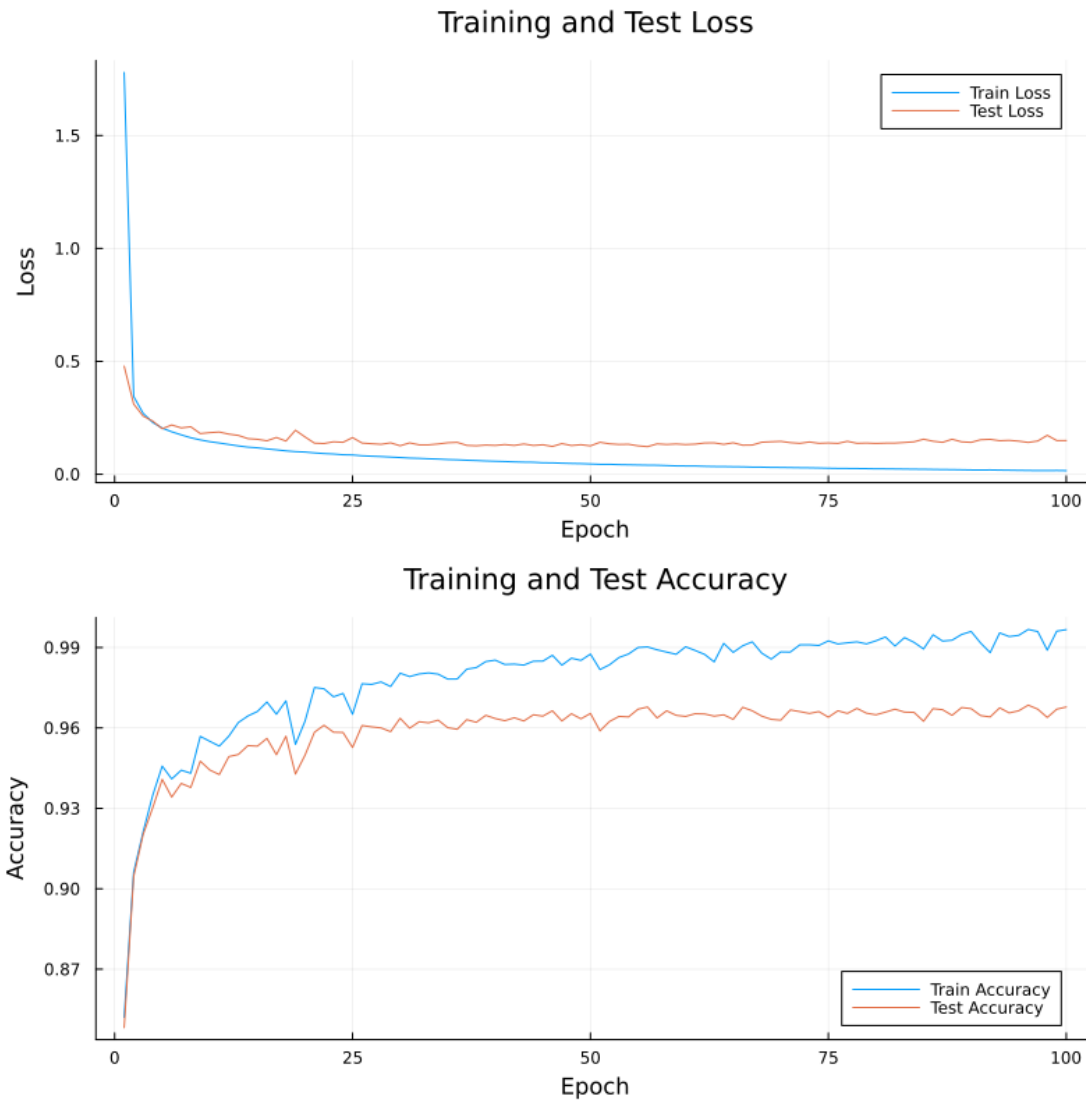 Training and Test Loss
Train Loss
Test Loss
1.5
1.0
0.5
0.0
Loss
0 25 50 75 100
Epoch
Training and Test Accuracy
0.99
0.96
0.93
0.90
0.87
Accuracy
Train Accuracy
Test Accuracy
0 25 50 75 100
Epoch